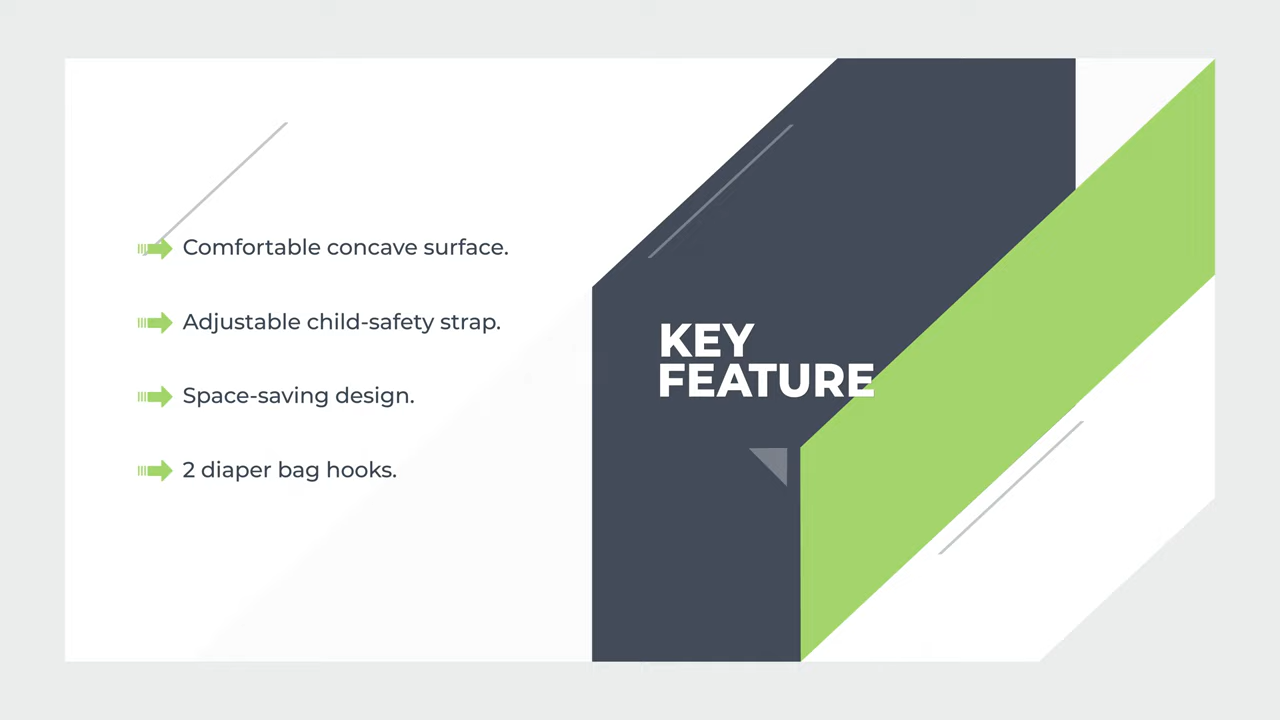 Comfortable concave surface.
Adjustable child-safety strap.
Space-saving design.
2 diaper bag hooks.
KEY
FEATURE